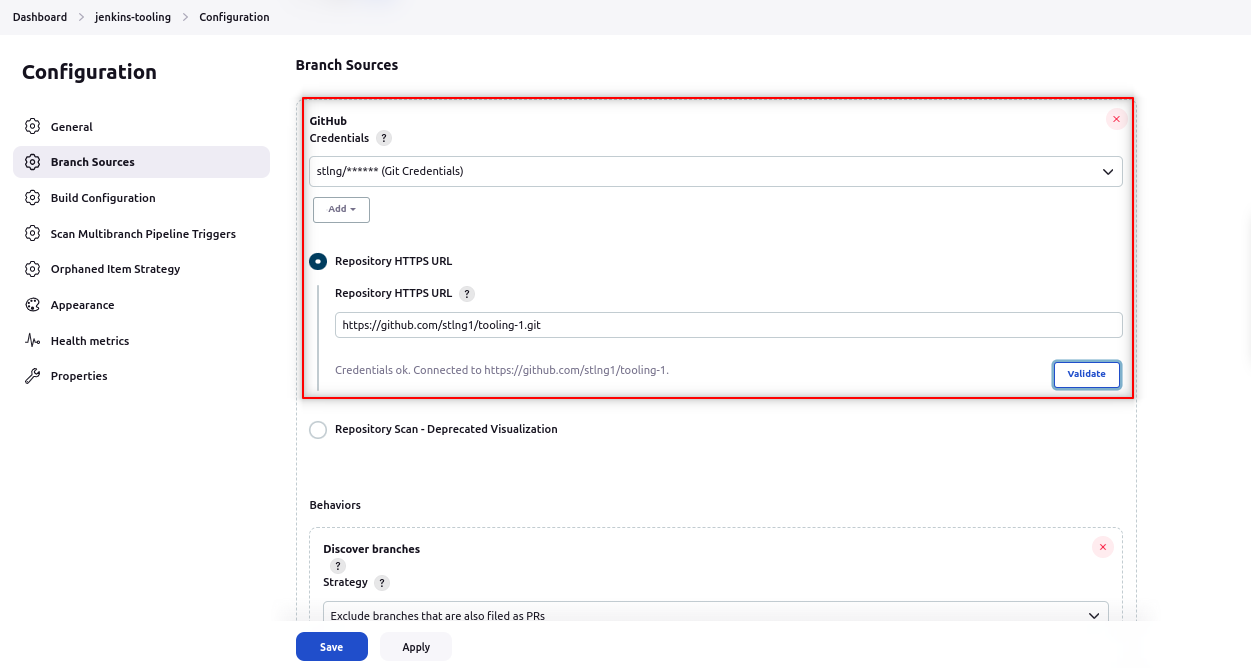 Dashboard > jenkins-tooling > Configuration
Configuration
General
Branch Sources
Build Configuration
Scan Multibranch Pipeline Triggers
Orphaned Item Strategy
Appearance
Health metrics
Properties
Branch Sources
GitHub
Credentials ?
stlng/****** (Git Credentials)
Add
Repository HTTPS URL
Repository HTTPS URL ?
https://github.com/stlng1/tooling-1.git
Credentials ok. Connected to https://github.com/stlng1/tooling-1.
Validate
Repository Scan - Deprecated Visualization
Behaviors
Discover branches
?
Strategy ?
Exclude branches that are also filed as PRs
Save Apply